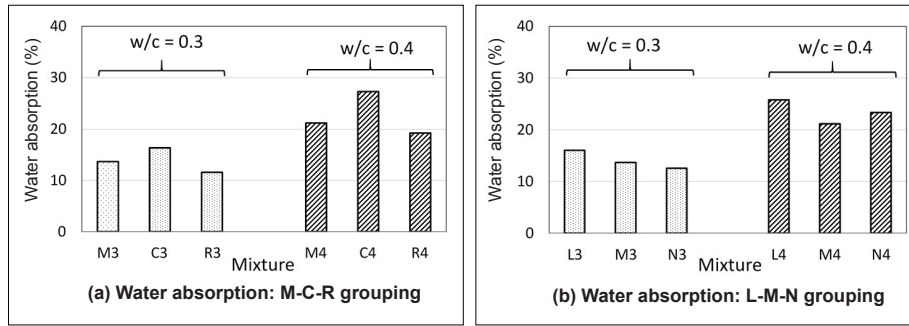 40
30
20
10
0
Water absorption (%)
w/c = 0.3
w/c = 0.4
M3 C3 R3 M4 C4 R4
Mixture
(a) Water absorption: M-C-R grouping
40
30
20
10
0
Water absorption (%)
w/c = 0.3
w/c = 0.4
L3 M3 N3 L4 M4 N4
Mixture
(b) Water absorption: L-M-N grouping